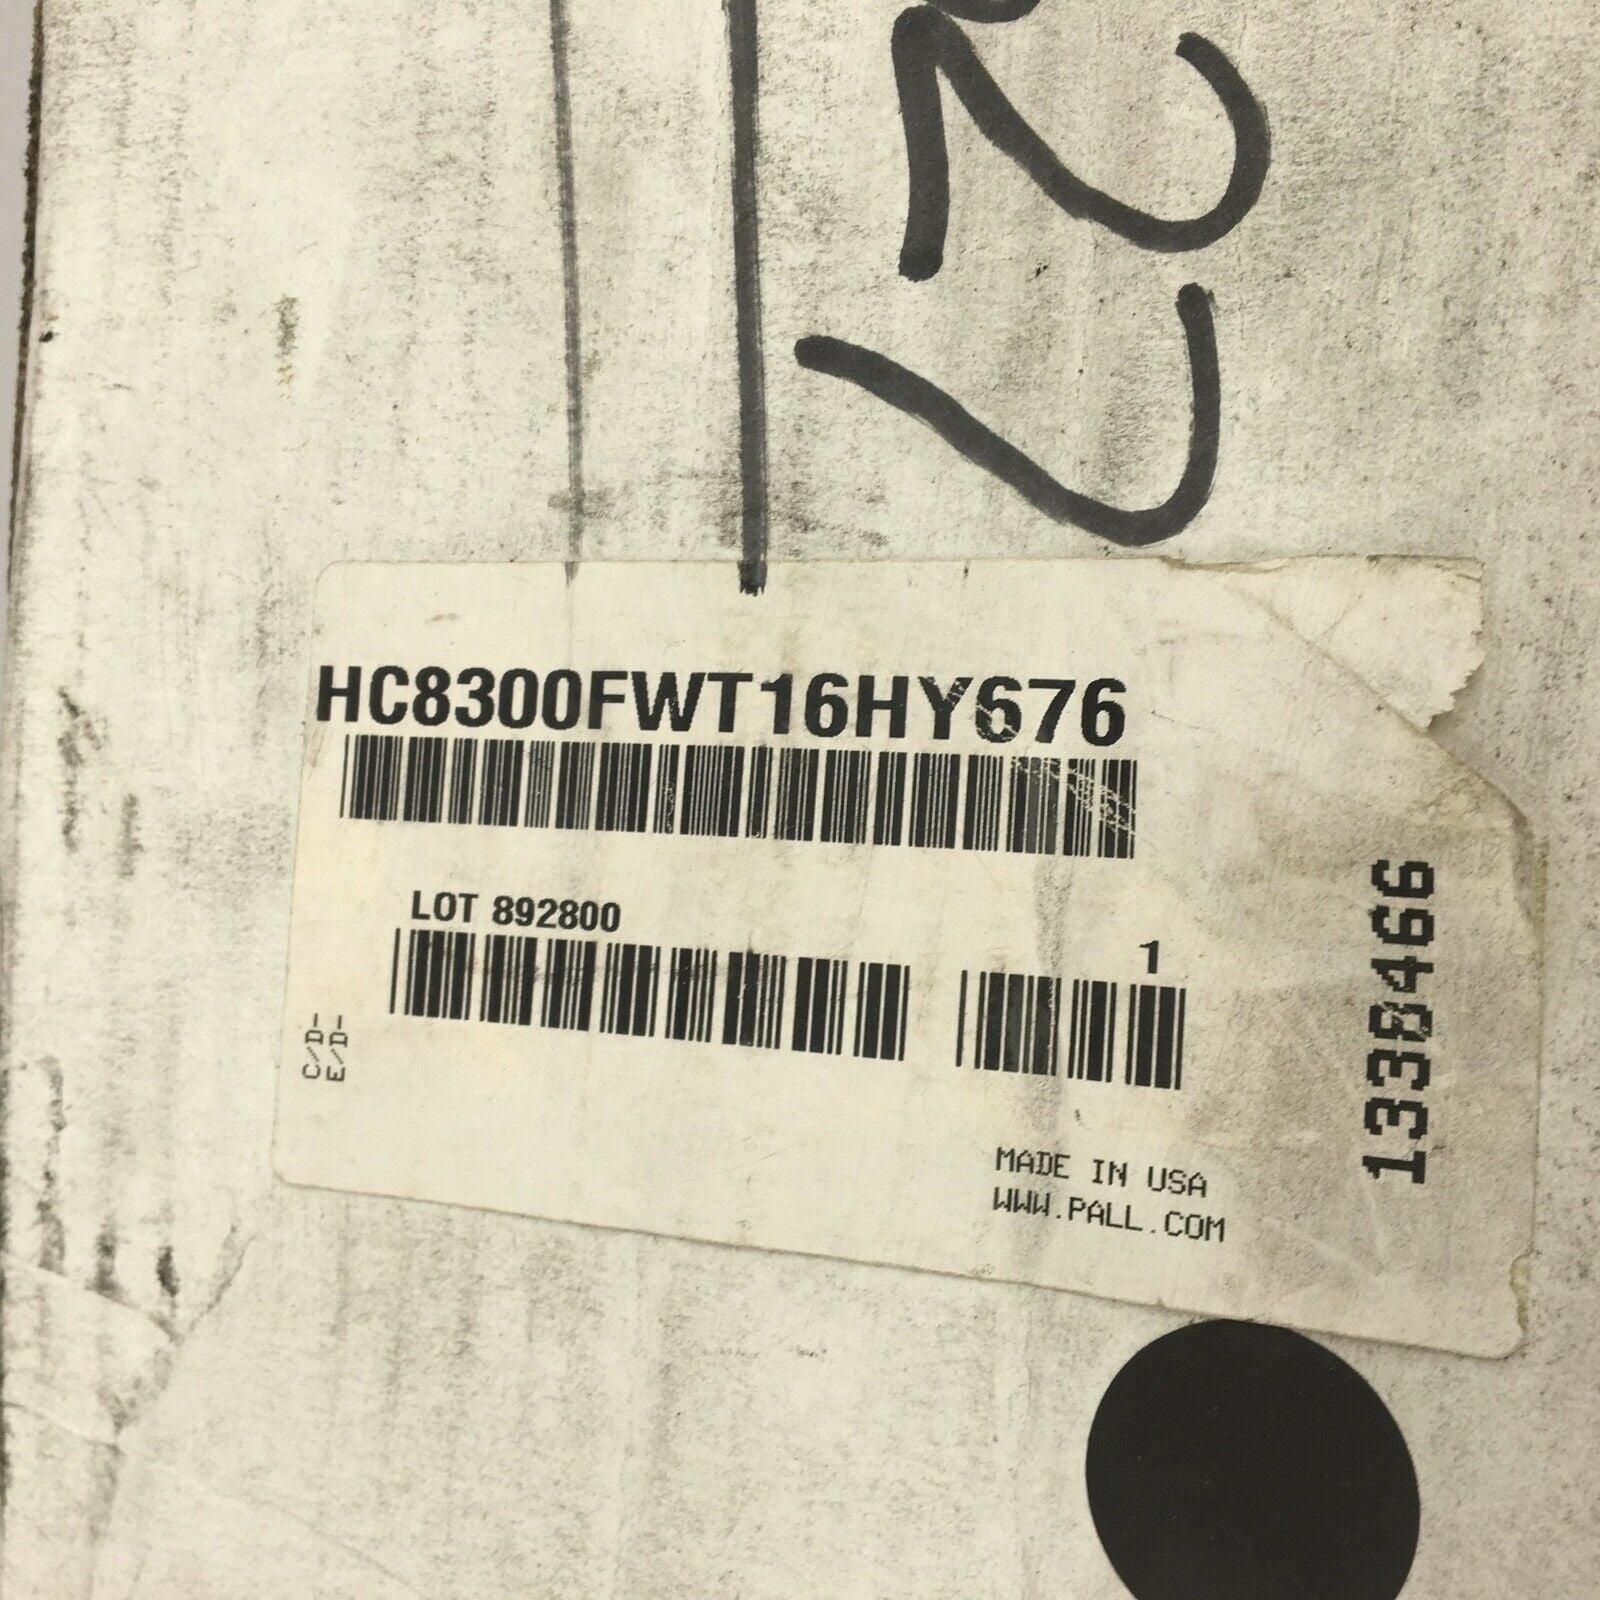 HC8300FWT16HY676
LOT 892800
1
C/D-
E/D-
MADE IN USA
WWW.PALL.COM
1338466